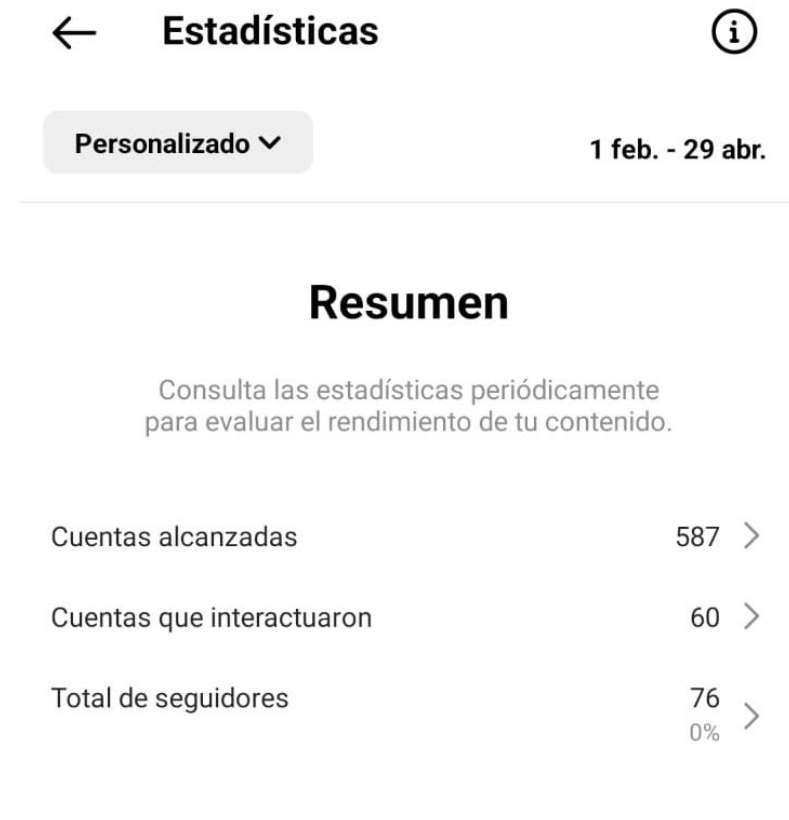 Estadísticas
Personalizado
1 feb. - 29 abr.
Resumen
Consulta las estadísticas periódicamente
para evaluar el rendimiento de tu contenido.
Cuentas alcanzadas 587
Cuentas que interactuaron 60
Total de seguidores 76
0%